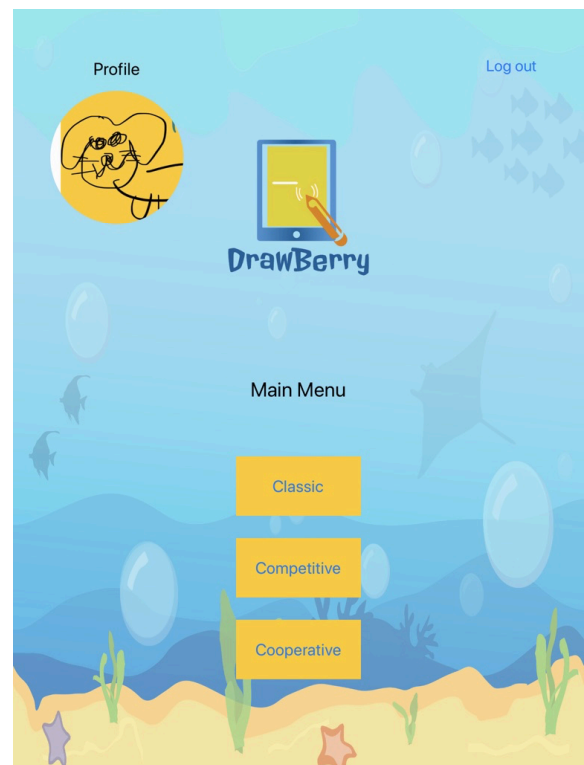 Profile
Log out
DrawBerry
Main Menu
Classic
Competitive
Cooperative